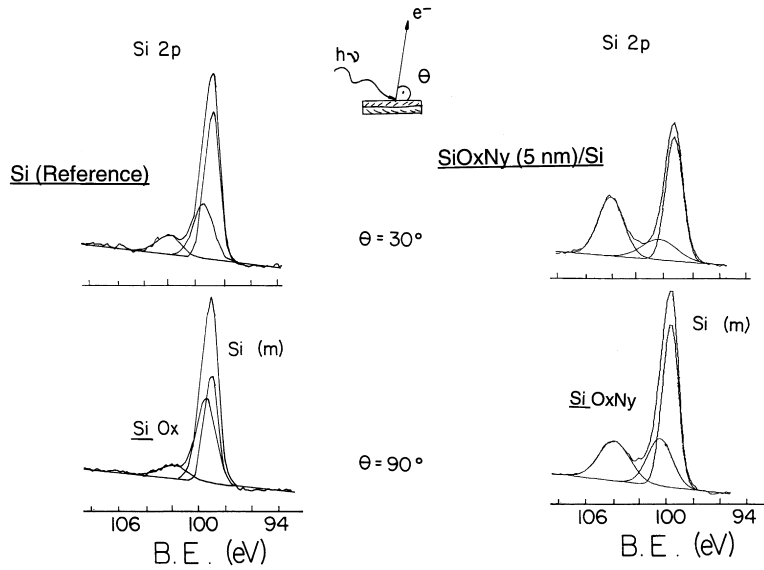 Si 2p
e⁻
Si 2p
hν
θ
Si (Reference)
SiOxNy (5 nm)/Si
θ = 30°
Si (m)
Si Ox
Si (m)
Si OxNy
θ = 90°
106 100 94
B.E. (eV)
106 100 94
B.E. (eV)